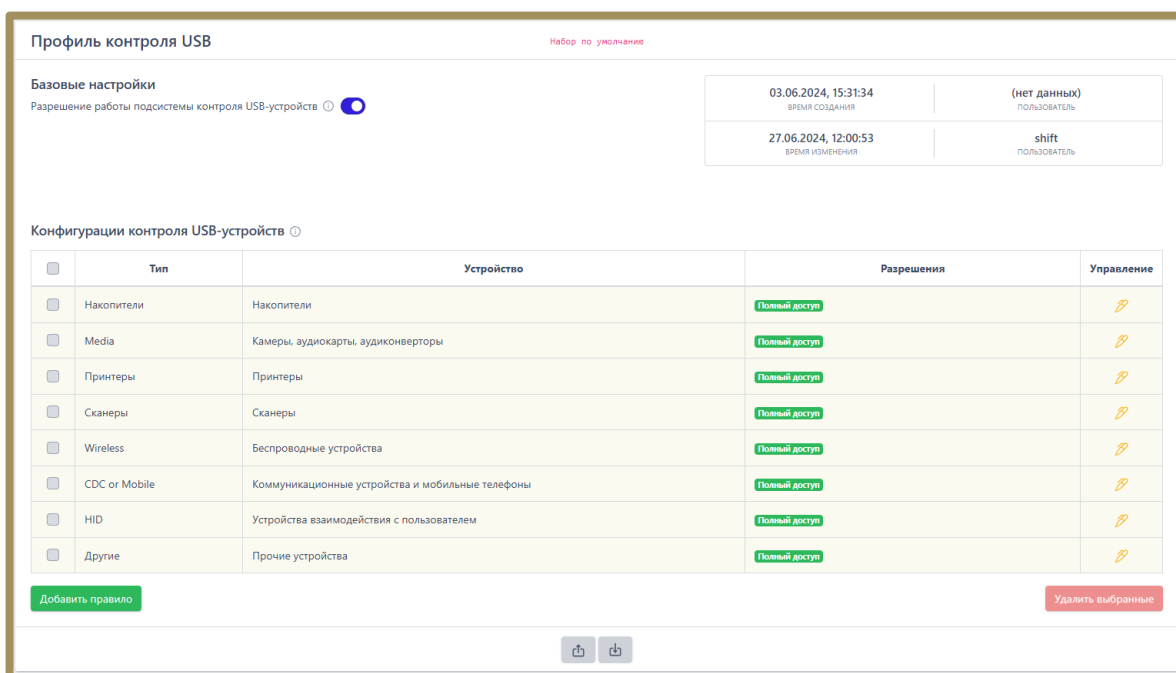 Профиль контроля USB
Набор по умолчанию
Базовые настройки
Разрешение работы подсистемы контроля USB-устройств
03.06.2024, 15:31:34
ВРЕМЯ СОЗДАНИЯ
(нет данных)
ПОЛЬЗОВАТЕЛЬ
27.06.2024, 12:00:53
ВРЕМЯ ИЗМЕНЕНИЯ
shift
ПОЛЬЗОВАТЕЛЬ
Конфигурации контроля USB-устройств
Тип Устройство Разрешения Управление
Накопители Накопители Полный доступ
Media Камеры, аудиокарты, аудиконверторы Полный доступ
Принтеры Принтеры Полный доступ
Сканеры Сканеры Полный доступ
Wireless Беспроводные устройства Полный доступ
CDC or Mobile Коммуникационные устройства и мобильные телефоны Полный доступ
HID Устройства взаимодействия с пользователем Полный доступ
Другие Прочие устройства Полный доступ
Добавить правило Удалить выбранные